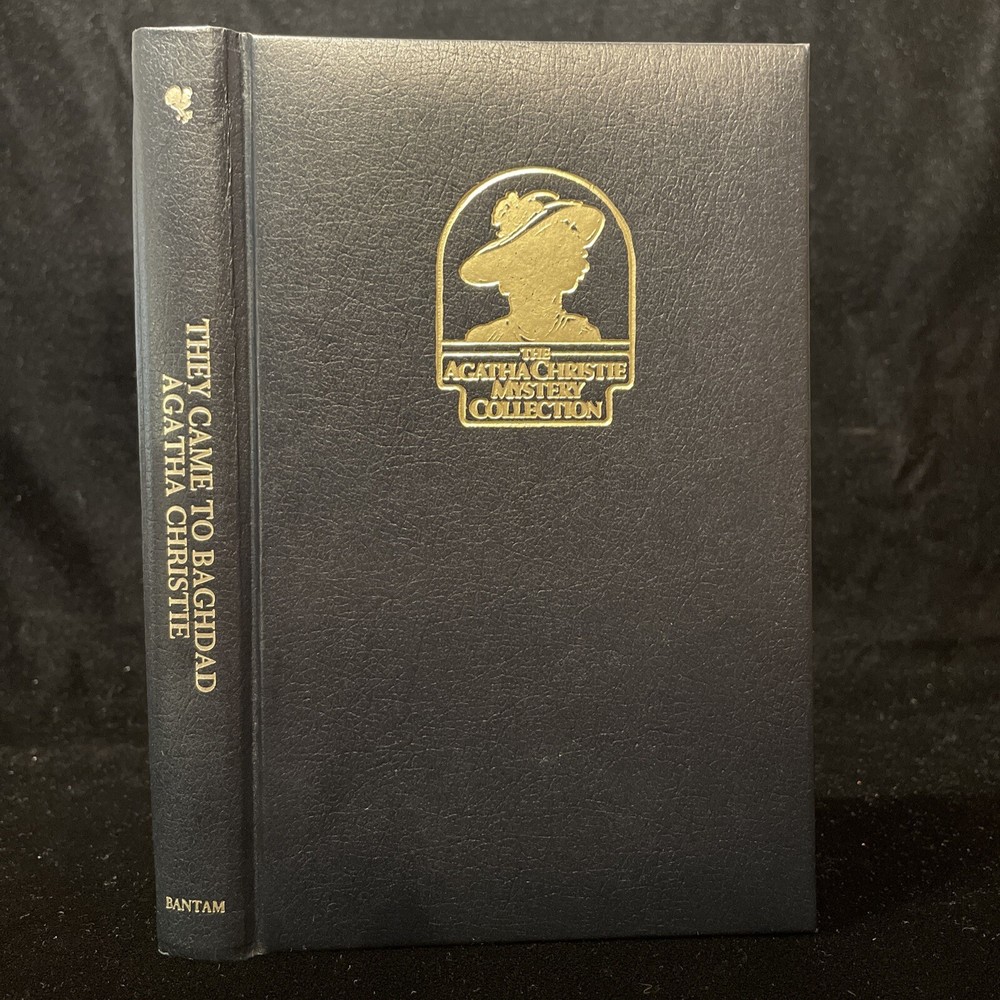 THEY CAME TO BAGHDAD
AGATHA CHRISTIE
BANTAM
THE
AGATHA CHRISTIE
MYSTERY
COLLECTION